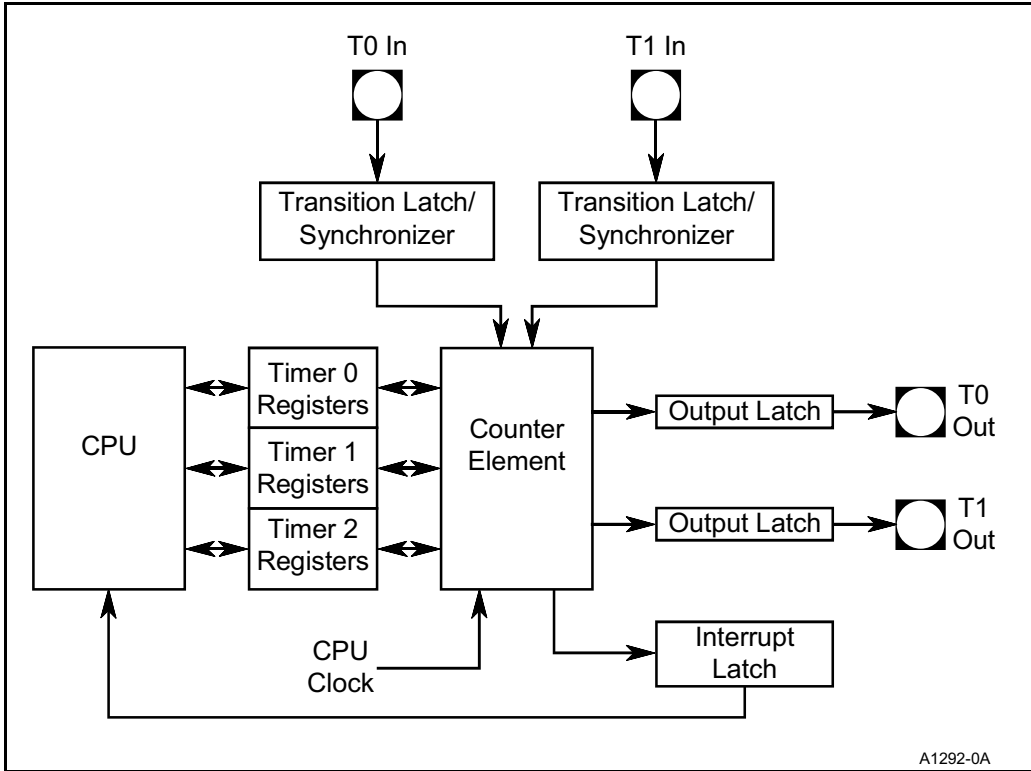 T0 In
T1 In
Transition Latch/
Synchronizer
Transition Latch/
Synchronizer
CPU
Timer 0
Registers
Timer 1
Registers
Timer 2
Registers
Counter
Element
Output Latch
T0
Out
Output Latch
T1
Out
CPU
Clock
Interrupt
Latch
A1292-0A